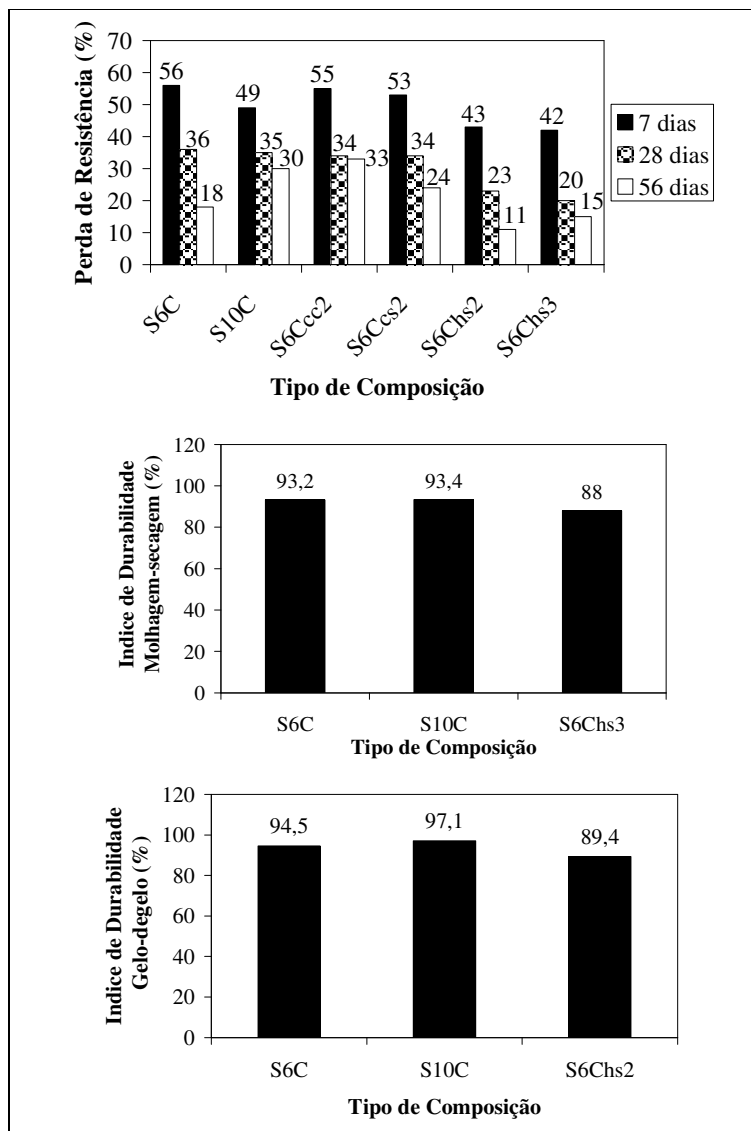 Perda de Resistência (%)
70
60
50
40
30
20
10
0
56
36
18
49
35
30
55
34
33
53
34
24
43
23
11
42
20
15
7 dias
28 dias
56 dias
S6C
S10C
S6Ccc2
S6Ccs2
S6Chs2
S6Chs3
Tipo de Composição
Indice de Durabilidade
Molhagem-secagem (%)
120
100
80
60
40
20
0
93,2
93,4
88
S6C
S10C
S6Chs3
Tipo de Composição
Indice de Durabilidade
Gelo-degelo (%)
120
100
80
60
40
20
0
94,5
97,1
89,4
S6C
S10C
S6Chs2
Tipo de Composição